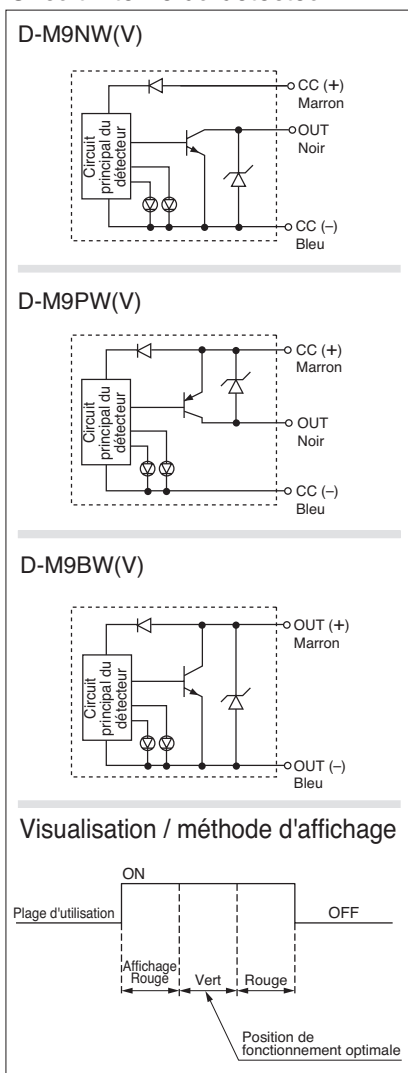 D-M9NW(V)
Circuit
principal du
détecteur
CC (+)
Marron
OUT
Noir
CC (–)
Bleu
D-M9PW(V)
Circuit
principal du
détecteur
CC (+)
Marron
OUT
Noir
CC (–)
Bleu
D-M9BW(V)
Circuit
principal du
détecteur
OUT (+)
Marron
OUT (–)
Bleu
Visualisation / méthode d'affichage
ON
Plage d'utilisation
OFF
Affichage
Rouge
Vert
Rouge
Position de
fonctionnement optimale